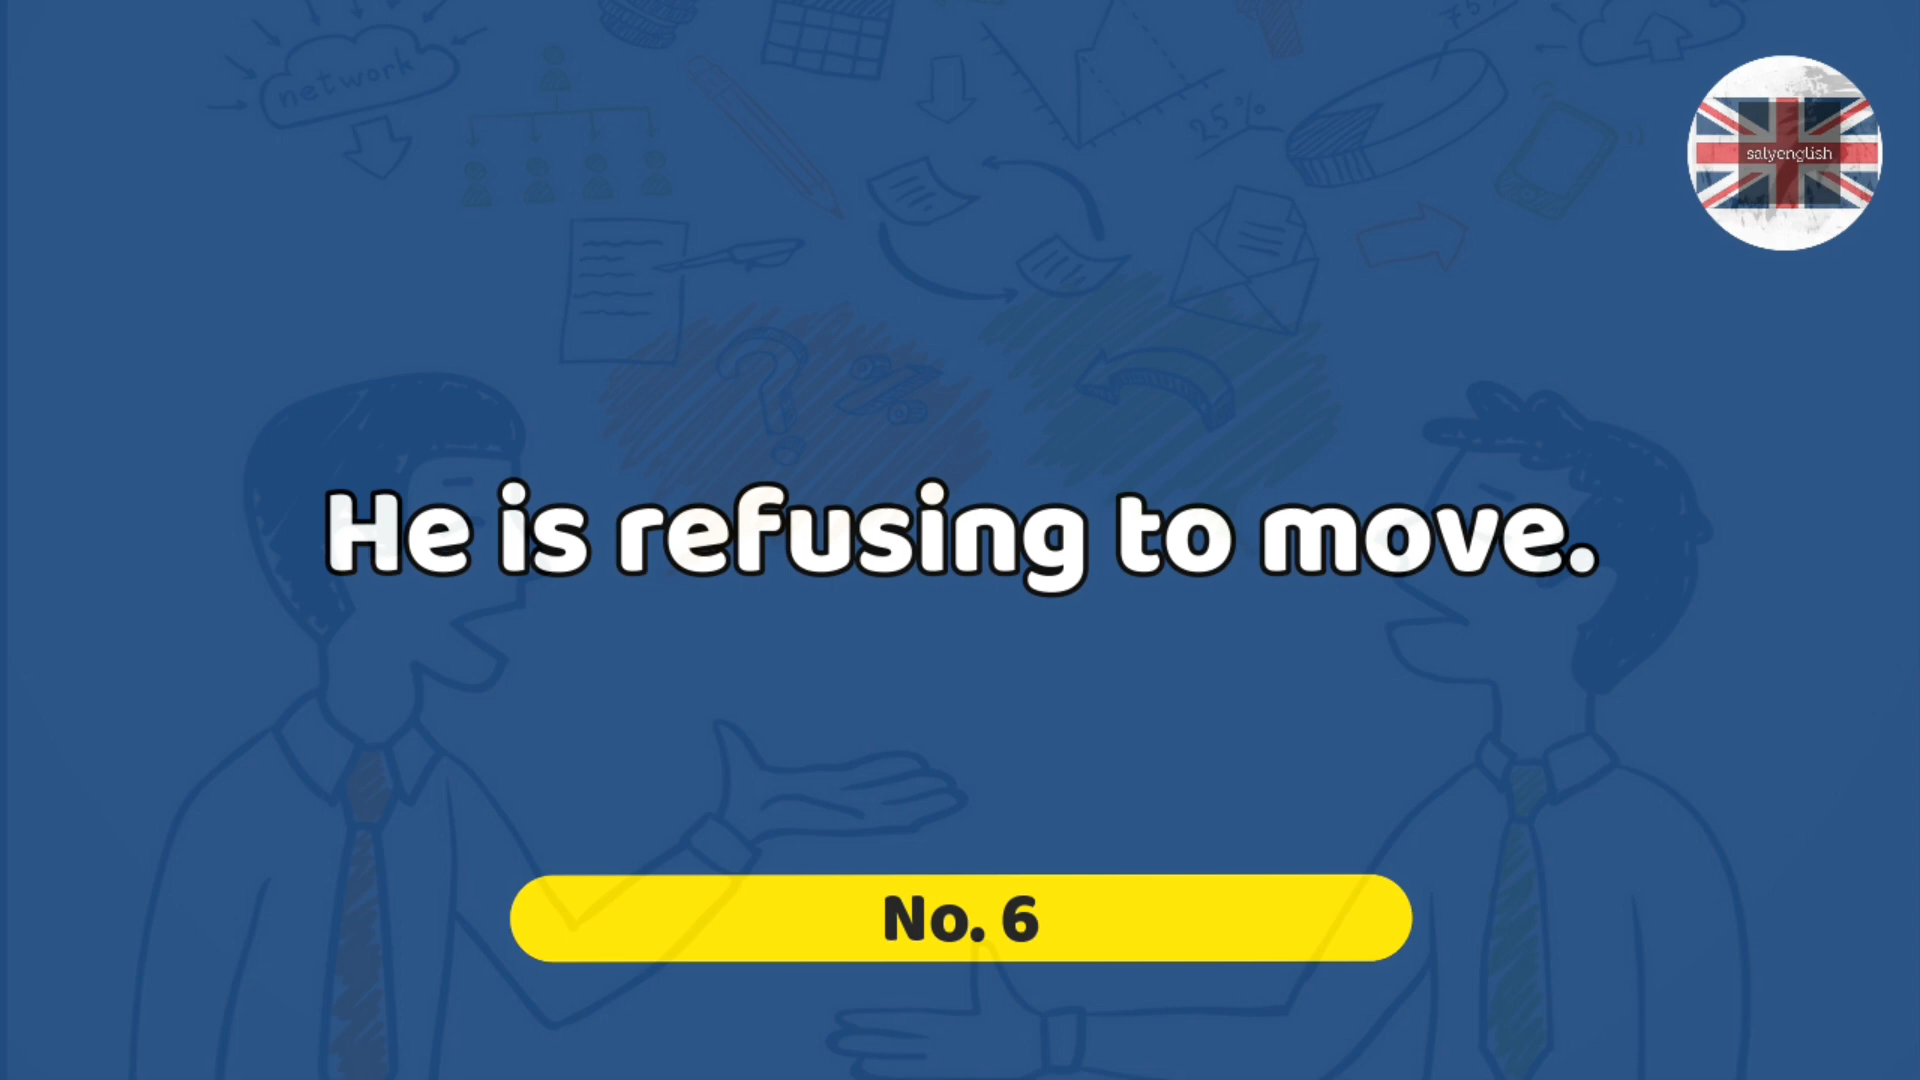 network
25%
salyenglish
He is refusing to move.
No. 6